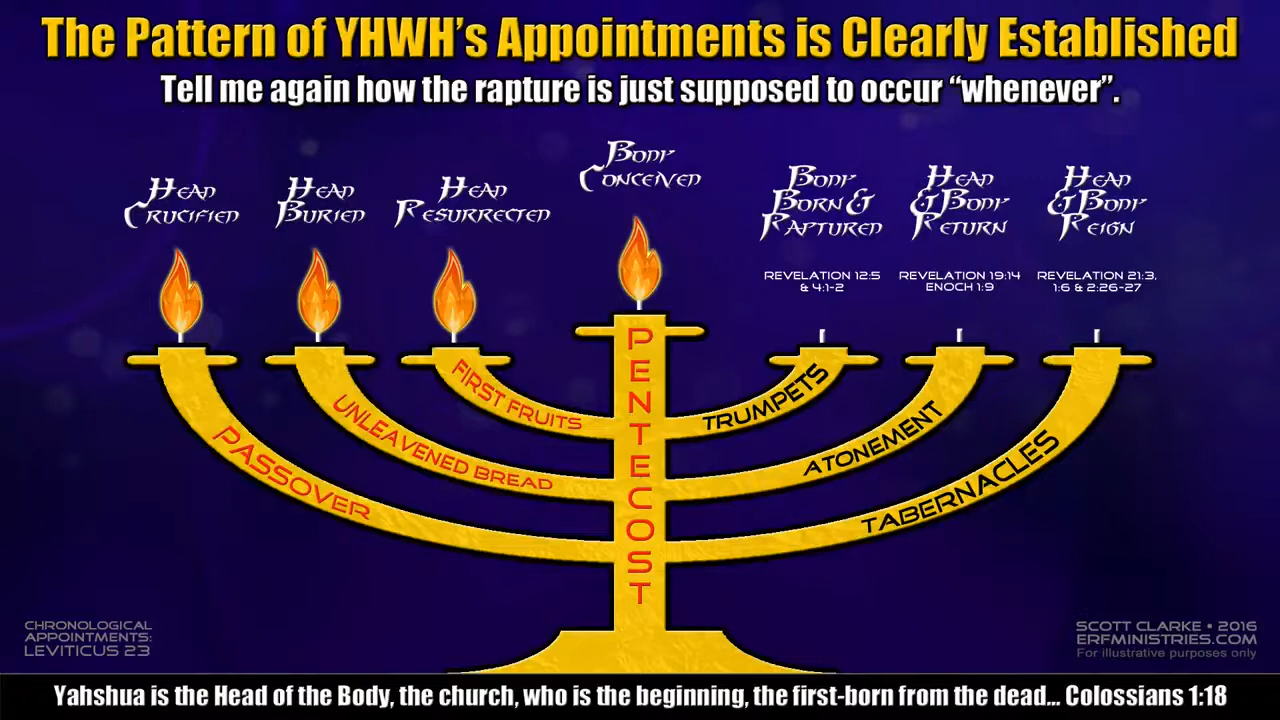 The Pattern of YHWH's Appointments is Clearly Established
Tell me again how the rapture is just supposed to occur “whenever”.
Head
Crucified
Head
Buried
Head
Resurrected
Body
Conceived
Body
Born &
Raptured
Head
& Body
Return
Head
& Body
Reign
REVELATION 12:5
& 4:1-2
REVELATION 19:14
ENOCH 1:9
REVELATION 21:3,
1:6 & 2:26-27
PASSOVER
UNLEAVENED BREAD
FIRST FRUITS
PENTECOST
TRUMPETS
ATONEMENT
TABERNACLES
CHRONOLOGICAL
APPOINTMENTS:
LEVITICUS 23
SCOTT CLARKE • 2016
ERFMINISTRIES.COM
For illustrative purposes only
Yahshua is the Head of the Body, the church, who is the beginning, the first-born from the dead... Colossians 1:18